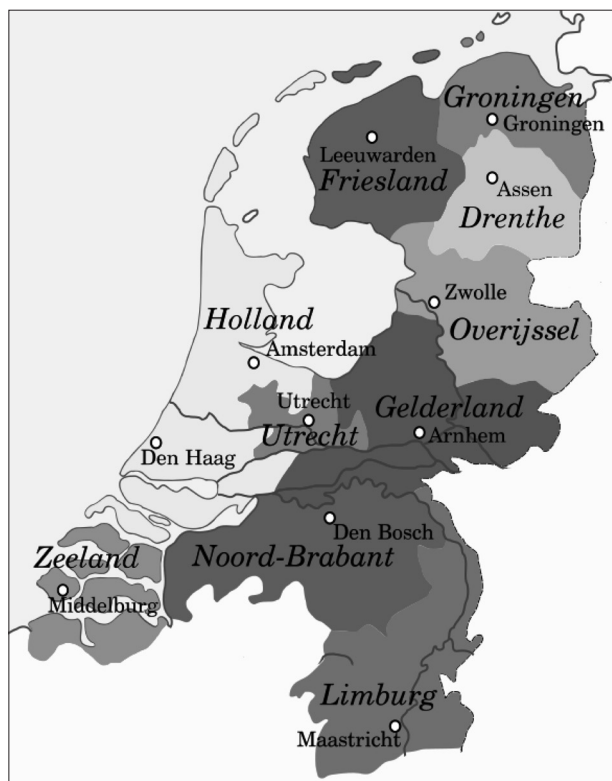 Groningen
Groningen
Leeuwarden
Friesland
Assen
Drenthe
Zwolle
Holland
Overijssel
Amsterdam
Utrecht
Gelderland
Utrecht
Arnhem
Den Haag
Den Bosch
Zeeland
Noord-Brabant
Middelburg
Limburg
Maastricht